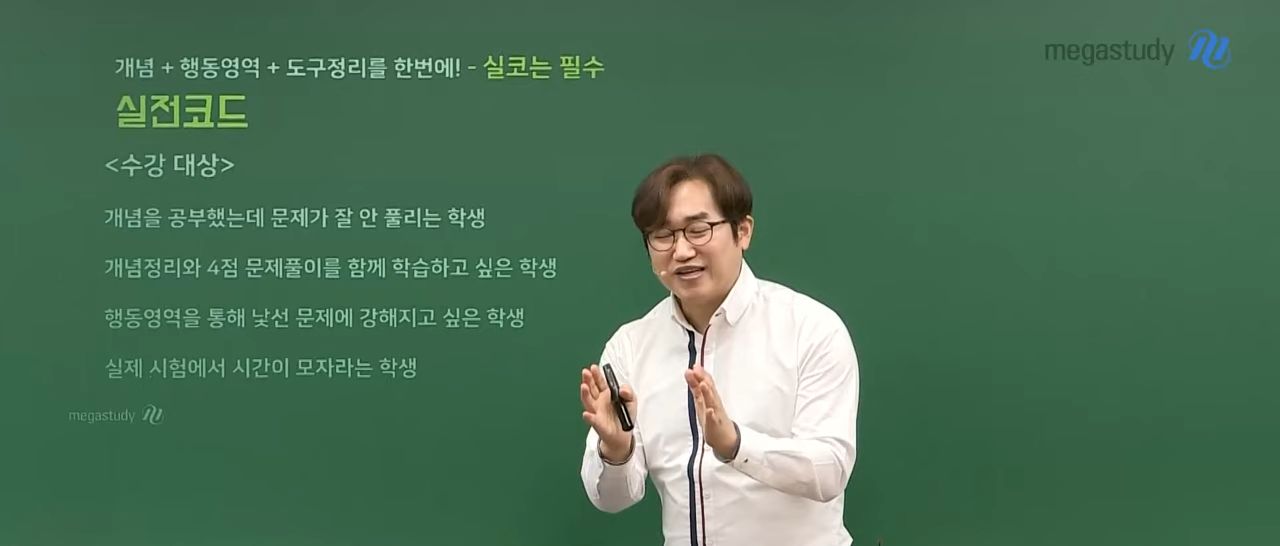 megastudy
개념 + 행동영역 + 도구정리를 한번에! - 실코는 필수
실전코드
<수강 대상>
개념을 공부했는데 문제가 잘 안 풀리는 학생
개념정리와 4점 문제풀이를 함께 학습하고 싶은 학생
행동영역을 통해 낯선 문제에 강해지고 싶은 학생
실제 시험에서 시간이 모자라는 학생
megastudy